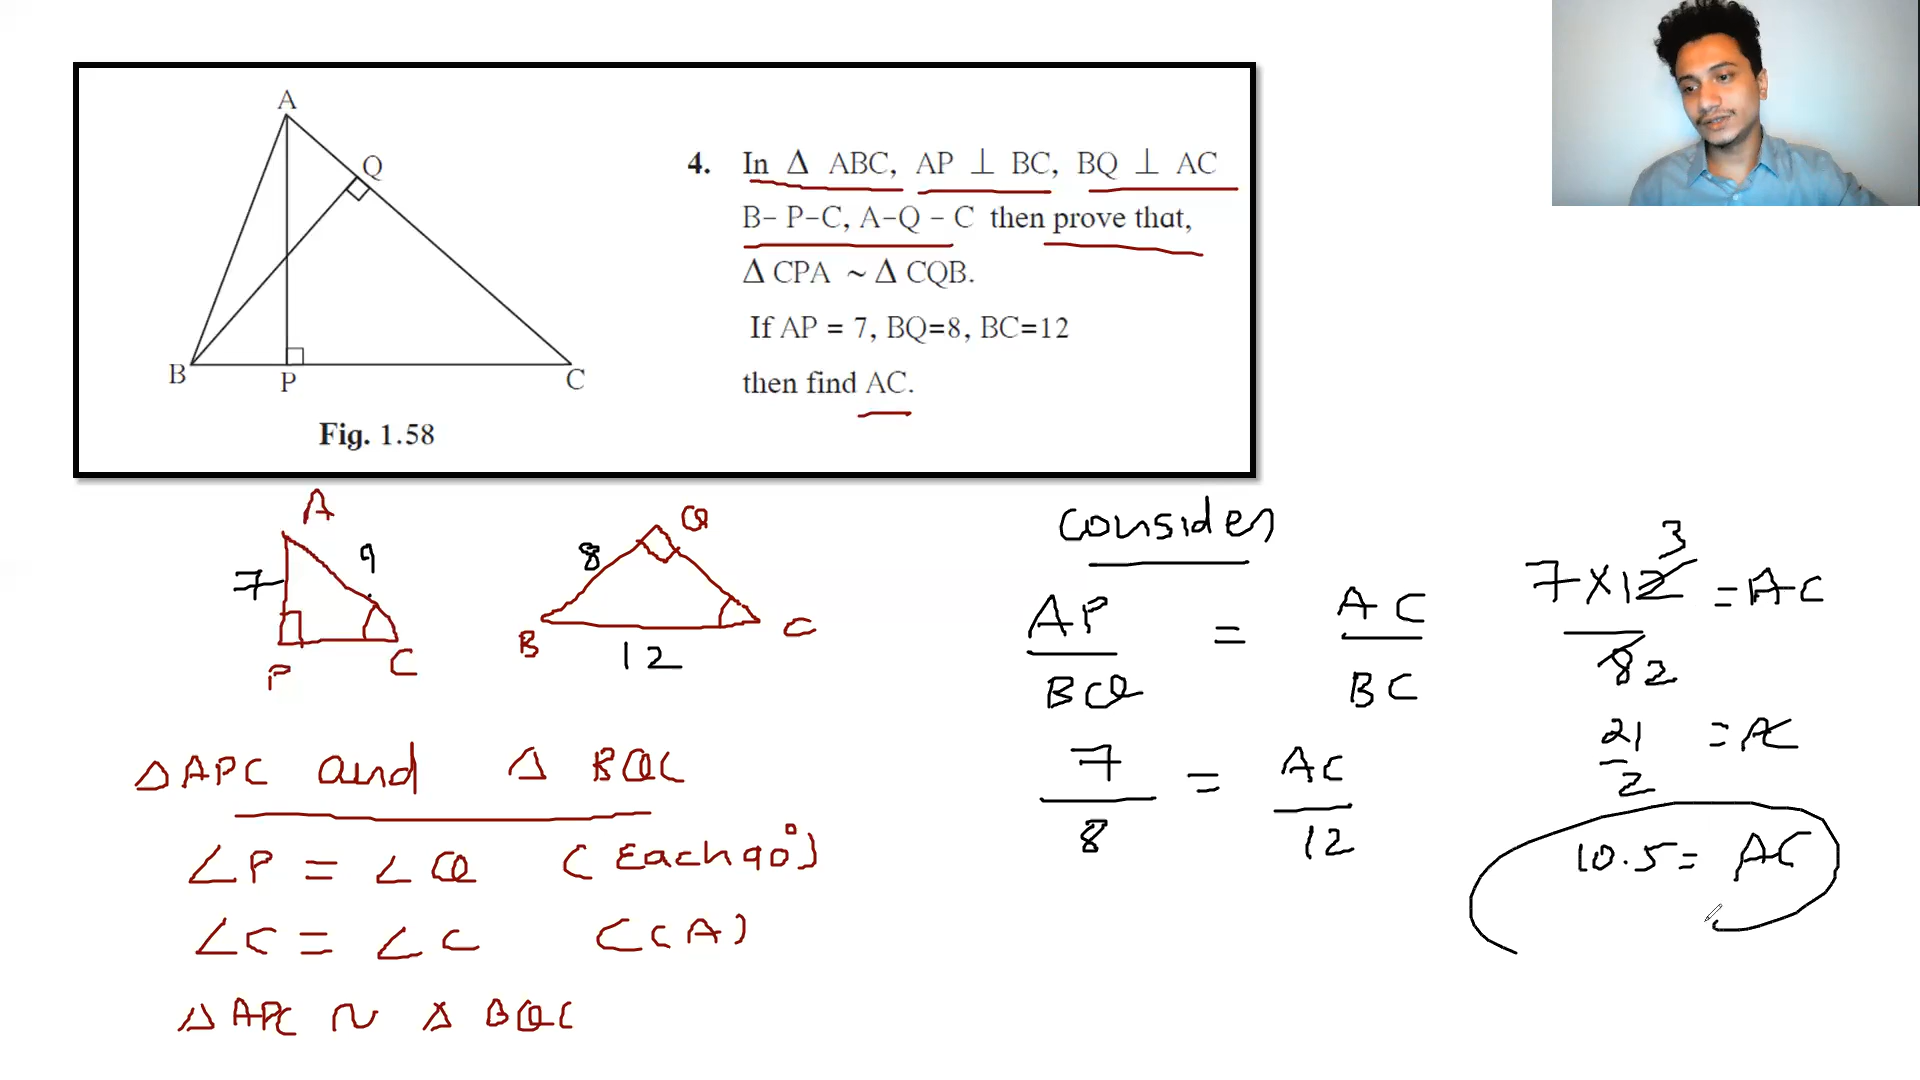 A
Q
B
P
C
Fig. 1.58
4. In Δ ABC, AP ⊥ BC, BQ ⊥ AC
B- P-C, A-Q - C then prove that,
Δ CPA ~ Δ CQB.
If AP = 7, BQ=8, BC=12
then find AC.
A
7
9
P
C
Q
8
B
12
C
Δ APC and Δ BQC
∠P = ∠Q (Each 90°)
∠C = ∠C (CA)
Δ APC ~ Δ BQC
consider
AP/BQ = AC/BC
7/8 = AC/12
3
7×12/8 2 = AC
21/2 = AC
10.5 = AC